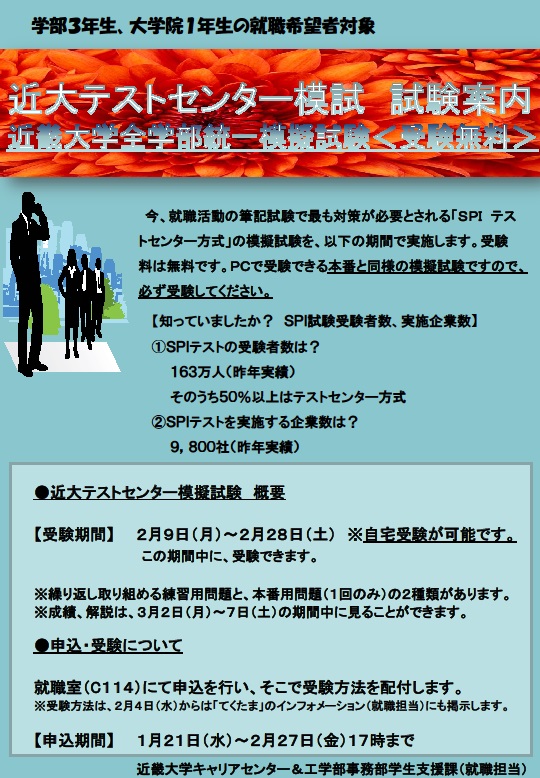 学部3年生、大学院1年生の就職希望者対象
近大テストセンター模試　試験案内
近畿大学全学部統一模擬試験＜受験無料＞
今、就職活動の筆記試験で最も対策が必要とされる「SPI テス
トセンター方式」の模擬試験を、以下の期間で実施します。受験
料は無料です。PCで受験できる本番と同様の模擬試験ですので、
必ず受験してください。
【知っていましたか？ SPI試験受験者数、実施企業数】
①SPIテストの受験者数は？
163万人（昨年実績）
そのうち50％以上はテストセンター方式
②SPIテストを実施する企業数は？
9，800社（昨年実績）
●近大テストセンター模擬試験　概要
【受験期間】　2月9日（月）～2月28日（土）　※自宅受験が可能です。
この期間中に、受験できます。
※繰り返し取り組める練習用問題と、本番用問題（1回のみ）の2種類があります。
※成績、解説は、3月2日（月）～7日（土）の期間中に見ることができます。
●申込・受験について
就職室（C114）にて申込を行い、そこで受験方法を配付します。
※受験方法は、2月4日（水）からは「てくたま」のインフォメーション（就職担当）にも掲示します。
【申込期間】　1月21日（水）～2月27日（金）17時まで
近畿大学キャリアセンター＆工学部事務部学生支援課（就職担当）